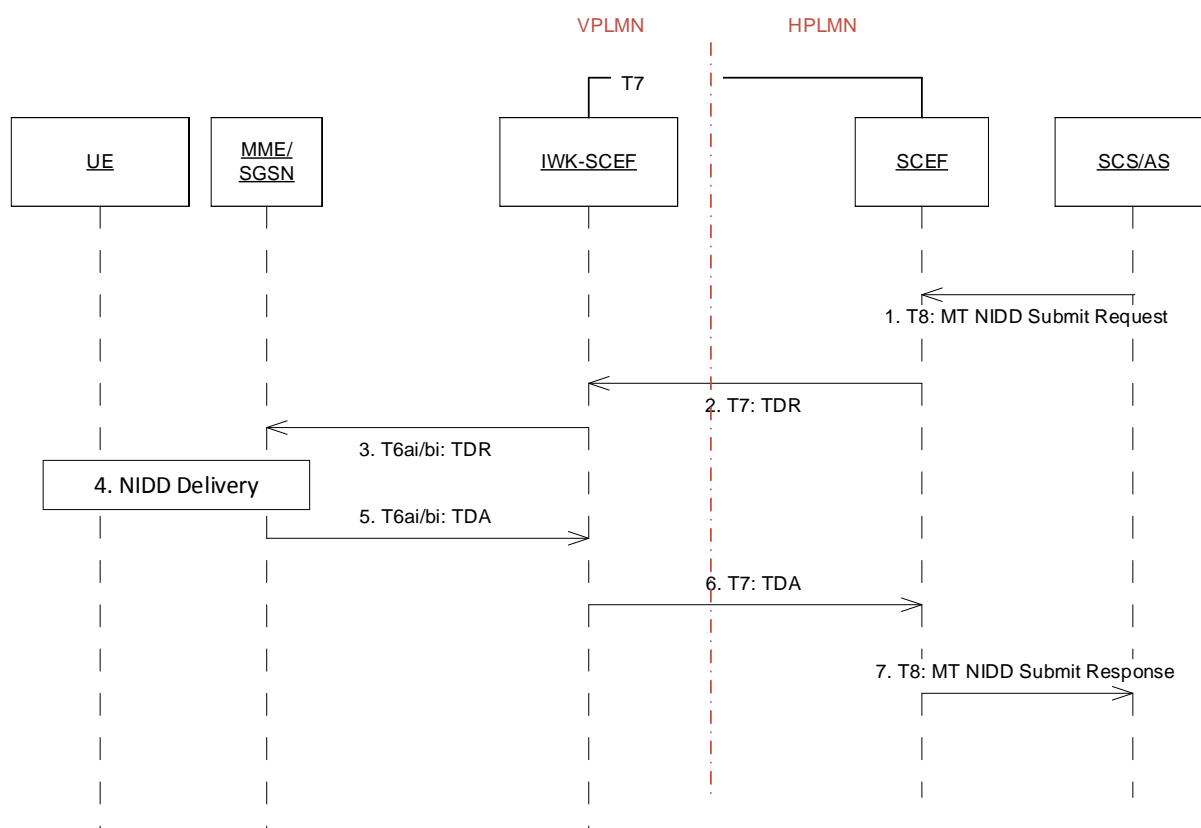 VPLMN
HPLMN
T7
UE
MME/
SGSN
IWK-SCEF
SCEF
SCS/AS
1. T8: MT NIDD Submit Request
2. T7: TDR
3. T6ai/bi: TDR
4. NIDD Delivery
5. T6ai/bi: TDA
6. T7: TDA
7. T8: MT NIDD Submit Response